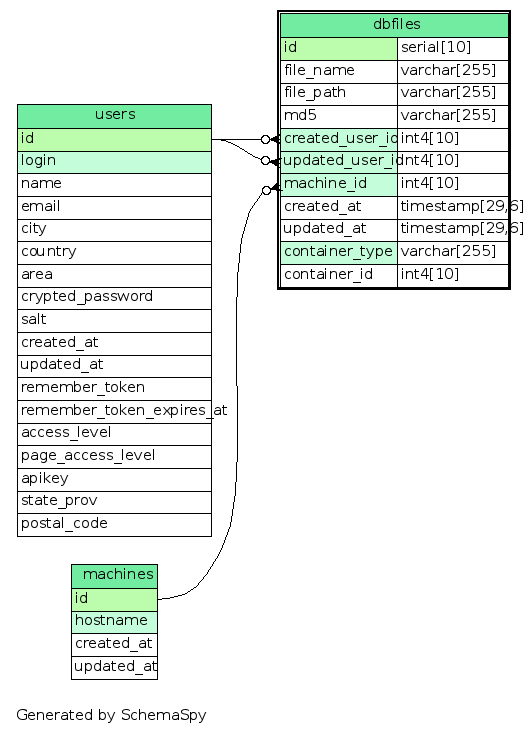 dbfiles
id serial[10]
file_name varchar[255]
file_path varchar[255]
md5 varchar[255]
created_user_id int4[10]
updated_user_id int4[10]
machine_id int4[10]
created_at timestamp[29,6]
updated_at timestamp[29,6]
container_type varchar[255]
container_id int4[10]
users
id
login
name
email
city
country
area
crypted_password
salt
created_at
updated_at
remember_token
remember_token_expires_at
access_level
page_access_level
apikey
state_prov
postal_code
machines
id
hostname
created_at
updated_at
Generated by SchemaSpy